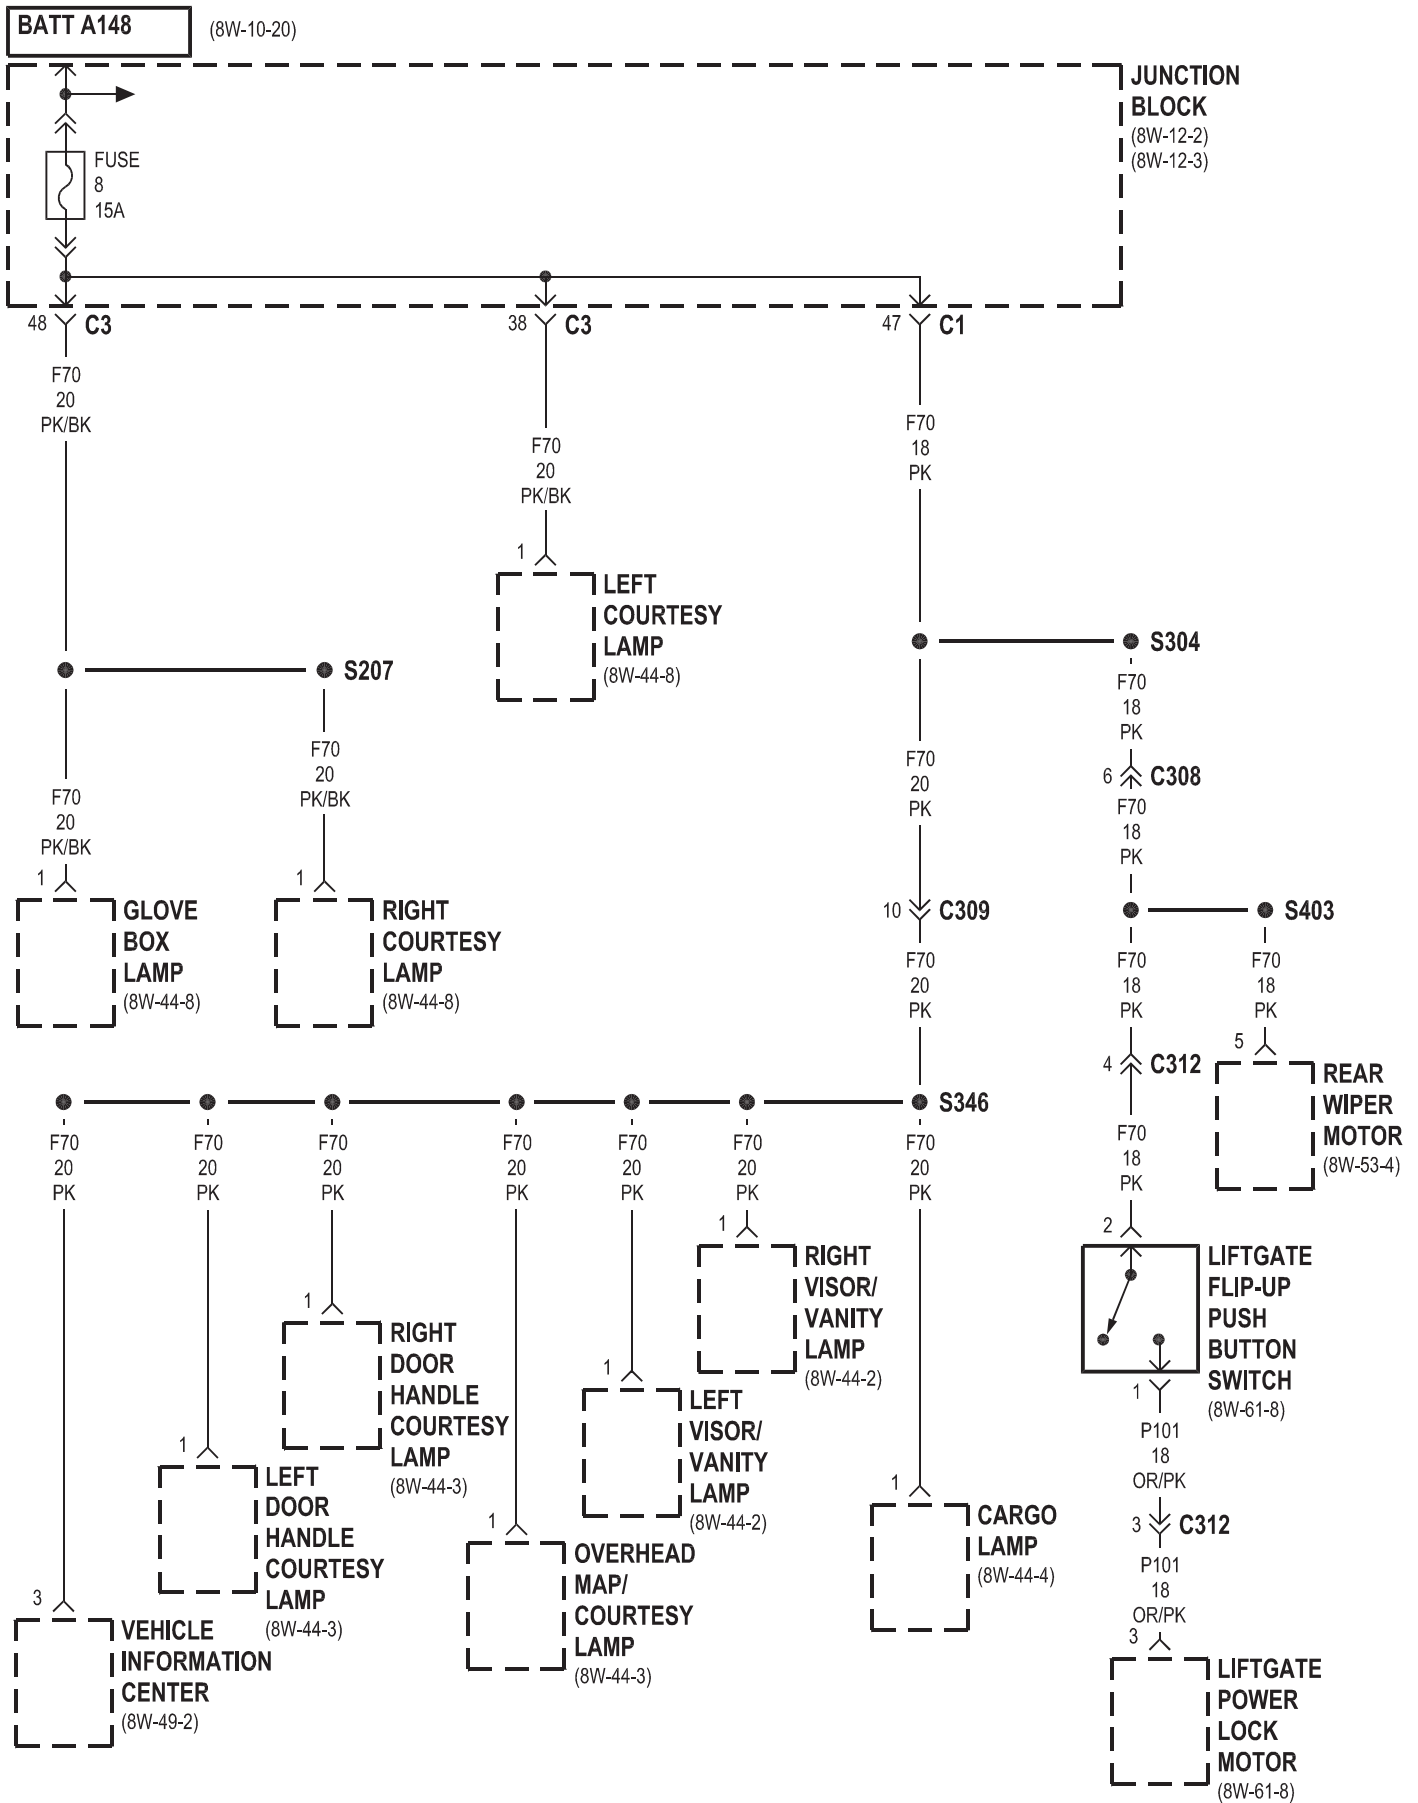 BATT A148
(8W-10-20)
JUNCTION
BLOCK
(8W-12-2)
(8W-12-3)
FUSE
8
15A
48
C3
38
C3
47
C1
F70
20
PK/BK
F70
20
PK/BK
F70
18
PK
1
LEFT
COURTESY
LAMP
(8W-44-8)
S207
S304
F70
20
PK/BK
F70
20
PK/BK
F70
20
PK
F70
18
PK
6
C308
F70
18
PK
1
GLOVE
BOX
LAMP
(8W-44-8)
1
RIGHT
COURTESY
LAMP
(8W-44-8)
10
C309
S403
F70
20
PK
F70
18
PK
F70
18
PK
4
C312
5
REAR
WIPER
MOTOR
(8W-53-4)
S346
F70
20
PK
F70
20
PK
F70
20
PK
F70
20
PK
F70
20
PK
F70
20
PK
F70
20
PK
F70
18
PK
1
RIGHT
VISOR/
VANITY
LAMP
(8W-44-2)
2
LIFTGATE
FLIP-UP
PUSH
BUTTON
SWITCH
(8W-61-8)
1
RIGHT
DOOR
HANDLE
COURTESY
LAMP
(8W-44-3)
1
LEFT
VISOR/
VANITY
LAMP
(8W-44-2)
1
P101
18
OR/PK
1
LEFT
DOOR
HANDLE
COURTESY
LAMP
(8W-44-3)
1
OVERHEAD
MAP/
COURTESY
LAMP
(8W-44-3)
1
CARGO
LAMP
(8W-44-4)
3
C312
P101
18
OR/PK
3
VEHICLE
INFORMATION
CENTER
(8W-49-2)
3
LIFTGATE
POWER
LOCK
MOTOR
(8W-61-8)